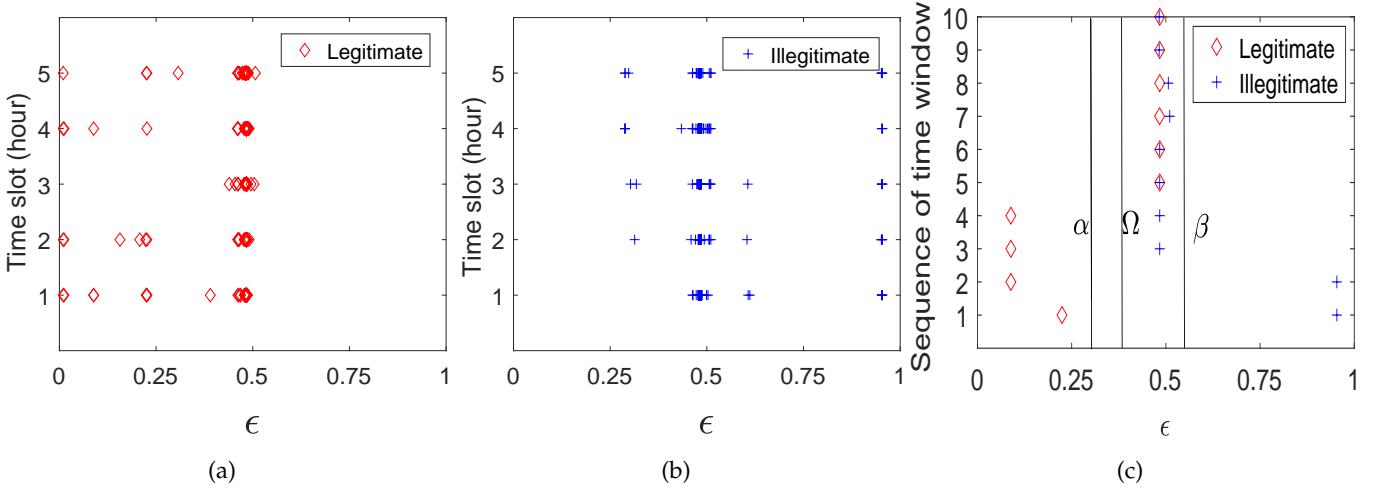 Legitimate
Time slot (hour)
5
4
3
2
1
0 0.25 0.5 0.75 1
ϵ
(a)
Illegitimate
Time slot (hour)
5
4
3
2
1
0 0.25 0.5 0.75 1
ϵ
(b)
Legitimate
Illegitimate
Sequence of time window
10
9
8
7
6
5
4
3
2
1
α Ω β
0 0.25 0.5 0.75 1
ϵ
(c)